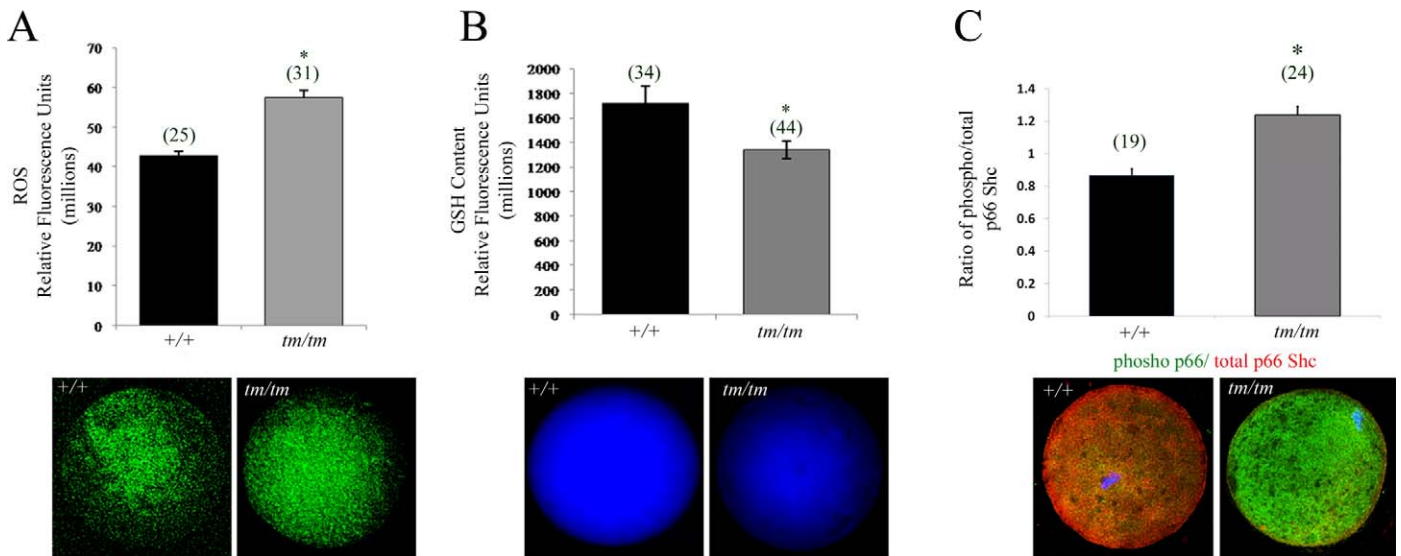 A
ROS
Relative Fluorescence Units
(millions)
70
60
50
40
30
20
10
0
(25)
*
(31)
+/+
tm/tm
+/+
tm/tm
B
GSH Content
Relative Fluorescence Units
(millions)
2000
1800
1600
1400
1200
1000
800
600
400
200
0
(34)
*
(44)
+/+
tm/tm
+/+
tm/tm
C
Ratio of phospho/total
p66 Shc
1.4
1.2
1
0.8
0.6
0.4
0.2
0
(19)
*
(24)
+/+
tm/tm
phosho p66/ total p66 Shc
+/+
tm/tm